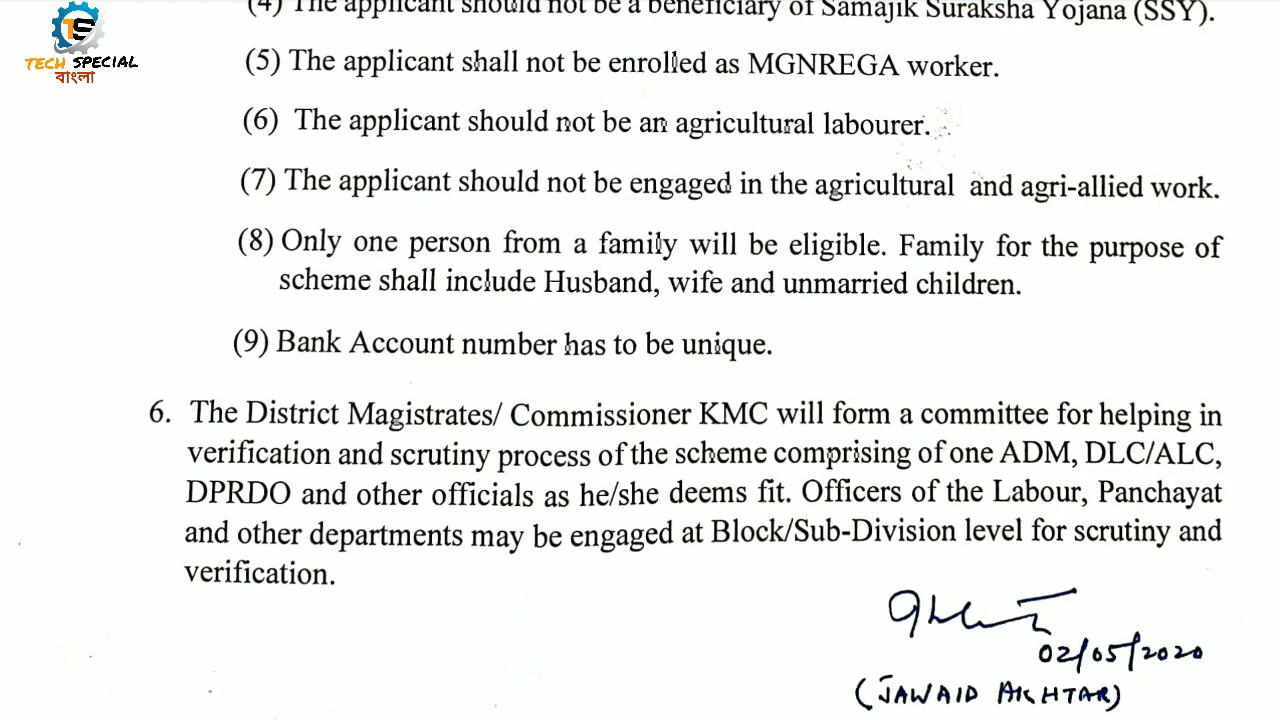 (4) The applicant should not be a beneficiary of Samajik Suraksha Yojana (SSY).
TS
TECH SPECIAL
বাংলা
(5) The applicant shall not be enrolled as MGNREGA worker.
(6) The applicant should not be an agricultural labourer.
(7) The applicant should not be engaged in the agricultural and agri-allied work.
(8) Only one person from a family will be eligible. Family for the purpose of
scheme shall include Husband, wife and unmarried children.
(9) Bank Account number has to be unique.
6. The District Magistrates/ Commissioner KMC will form a committee for helping in
verification and scrutiny process of the scheme comprising of one ADM, DLC/ALC,
DPRDO and other officials as he/she deems fit. Officers of the Labour, Panchayat
and other departments may be engaged at Block/Sub-Division level for scrutiny and
verification.
02/05/2020
(JAWAID AKHTAR)